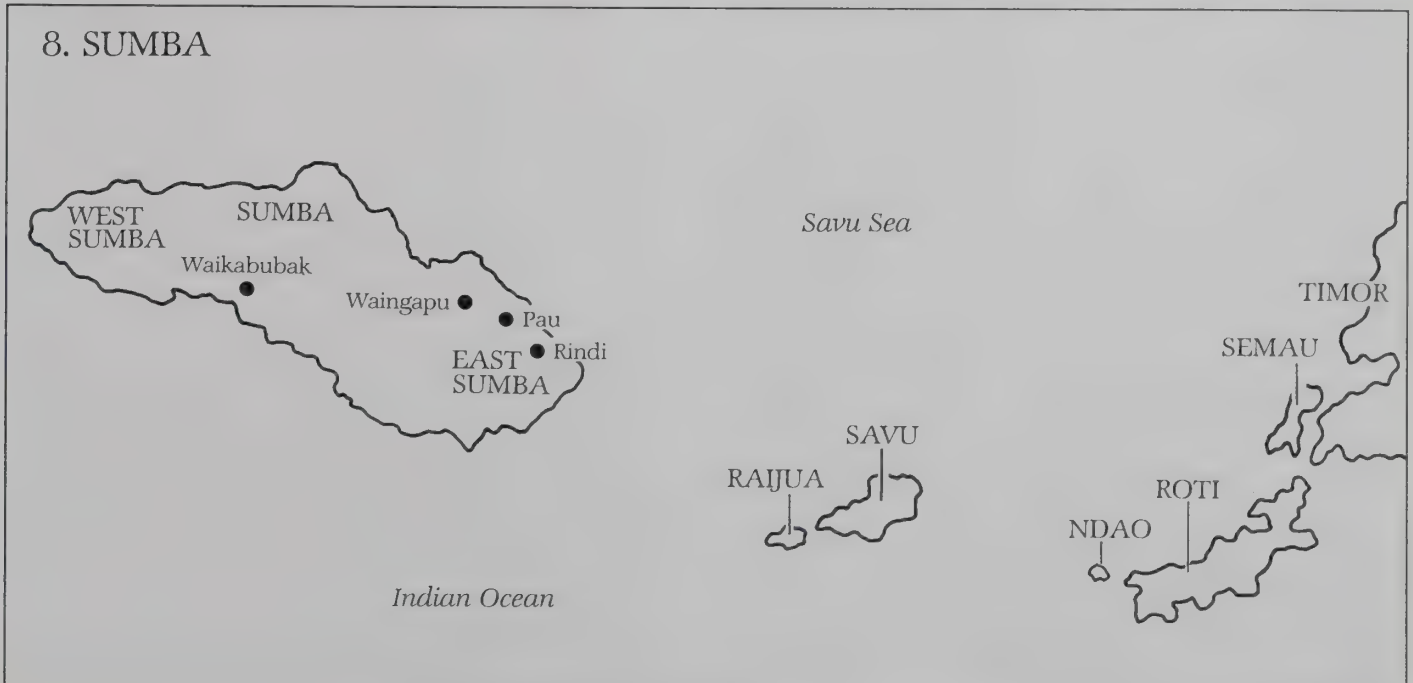 8. SUMBA
WEST
SUMBA
SUMBA
Savu Sea
Waikabubak
Waingapu
Pau
Rindi
EAST
SUMBA
TIMOR
SEMAU
SAVU
RAIJUA
ROTI
NDAO
Indian Ocean